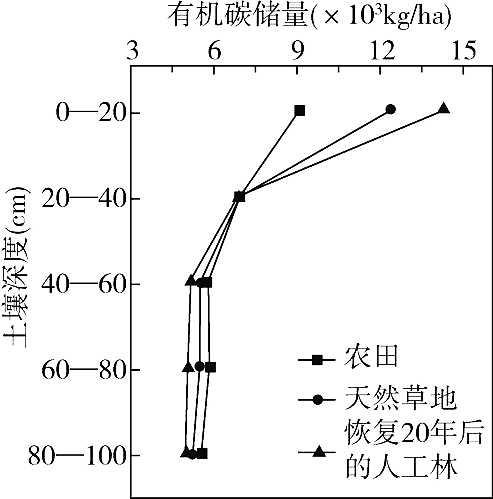 有机碳储量(×10³kg/ha)
3 6 9 12 15
土壤深度(cm)
0—20
20—40
40—60
60—80
80—100
农田
天然草地
恢复20年后
的人工林